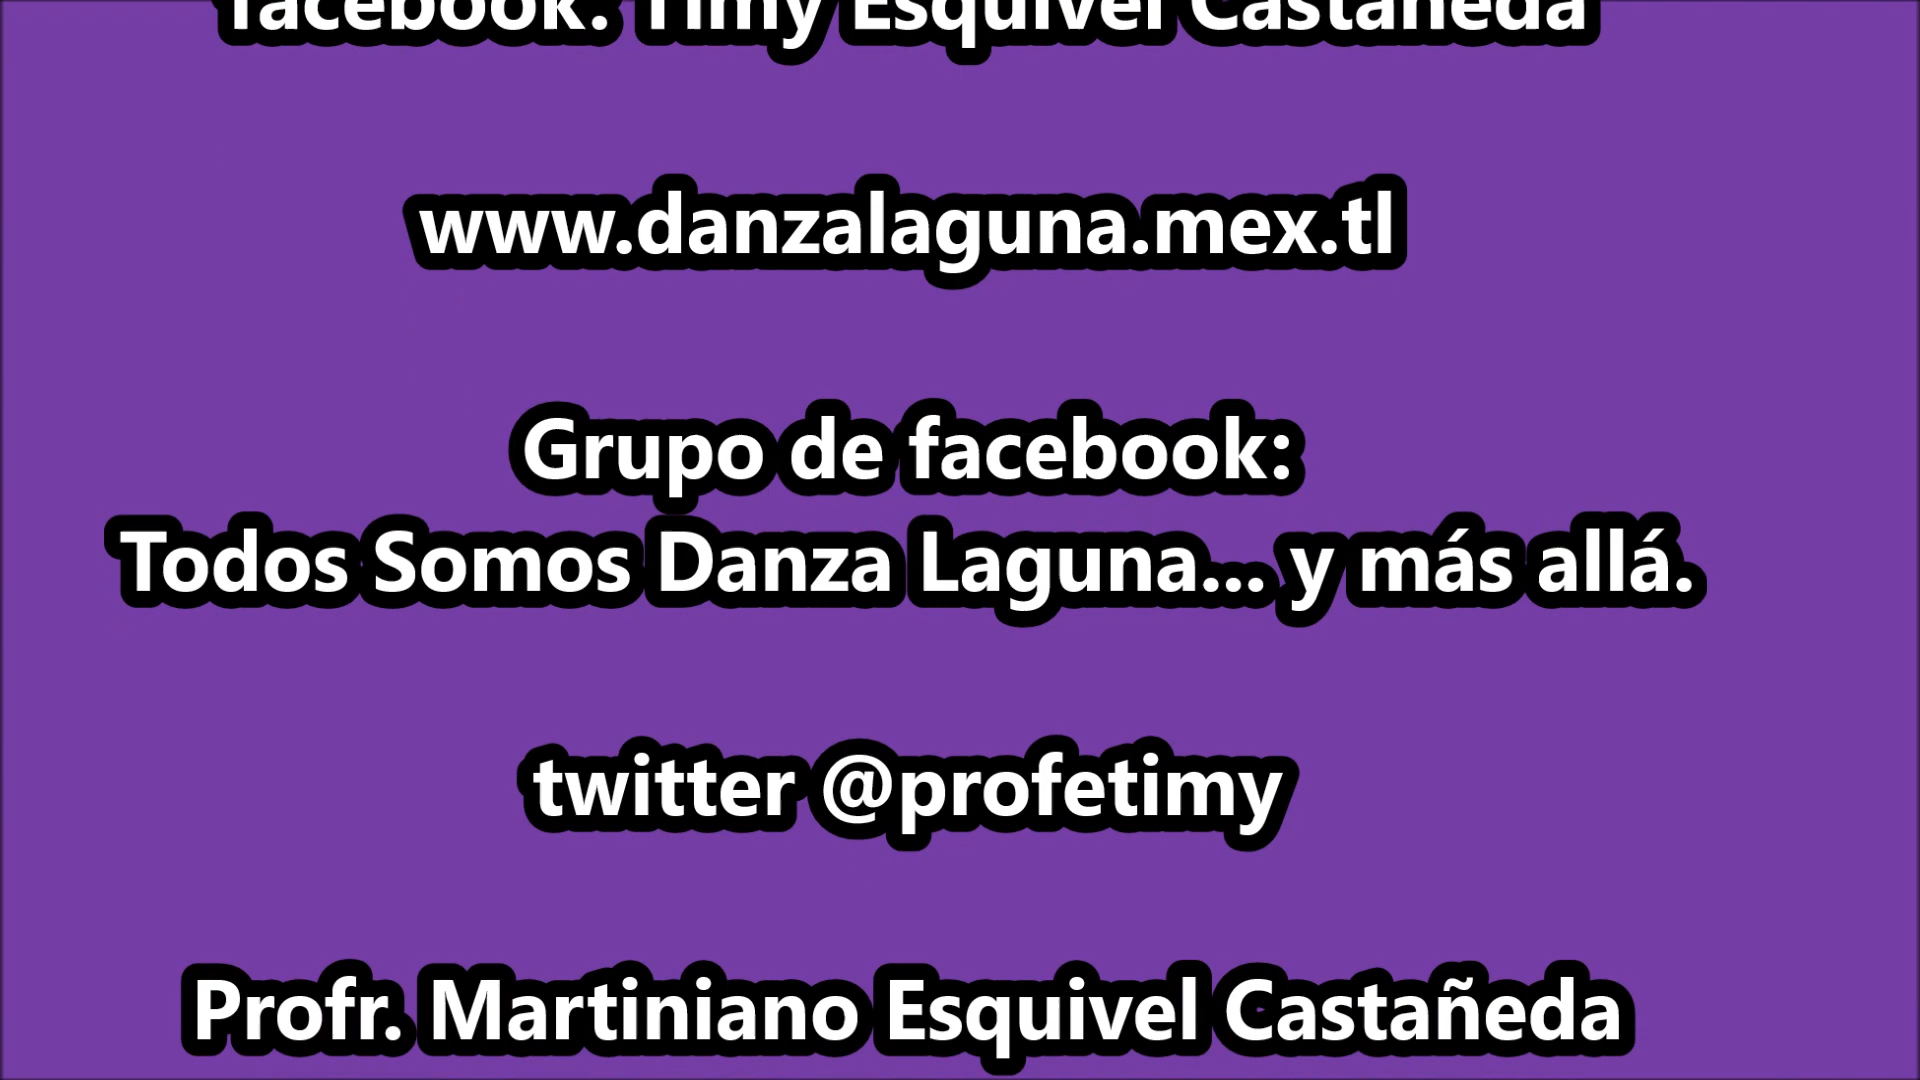 facebook: Timy Esquivel Castañeda
www.danzalaguna.mex.tl
Grupo de facebook:
Todos Somos Danza Laguna... y más allá.
twitter @profetimy
Profr. Martiniano Esquivel Castañeda